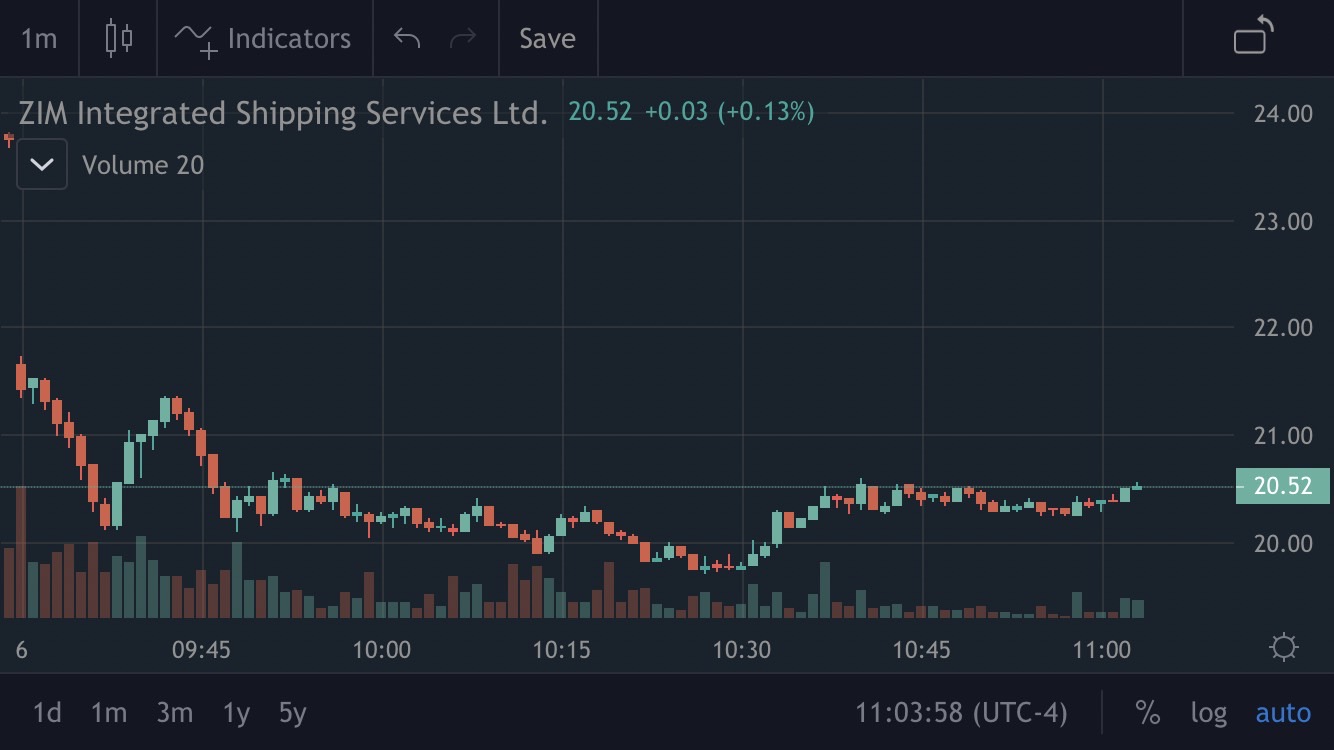 1m Indicators Save
ZIM Integrated Shipping Services Ltd. 20.52 +0.03 (+0.13%)
Volume 20
24.00
23.00
22.00
21.00
20.52
20.00
6 09:45 10:00 10:15 10:30 10:45 11:00
1d 1m 3m 1y 5y 11:03:58 (UTC-4) % log auto